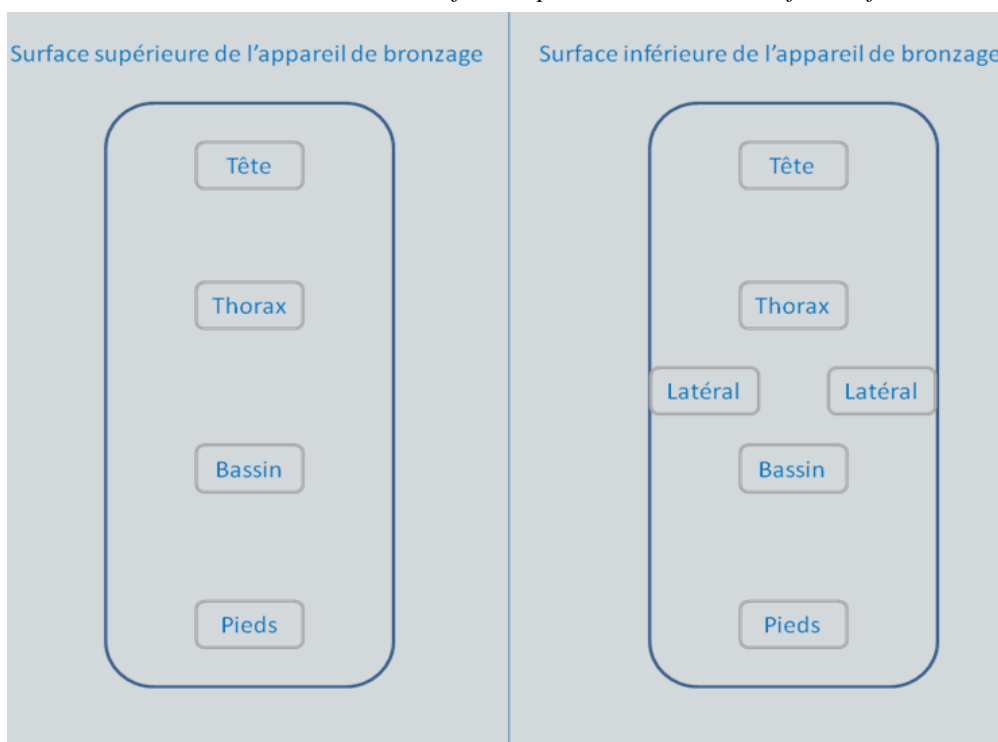 Surface supérieure de l'appareil de bronzage
Tête
Thorax
Bassin
Pieds
Surface inférieure de l'appareil de bronzage
Tête
Thorax
Latéral Latéral
Bassin
Pieds